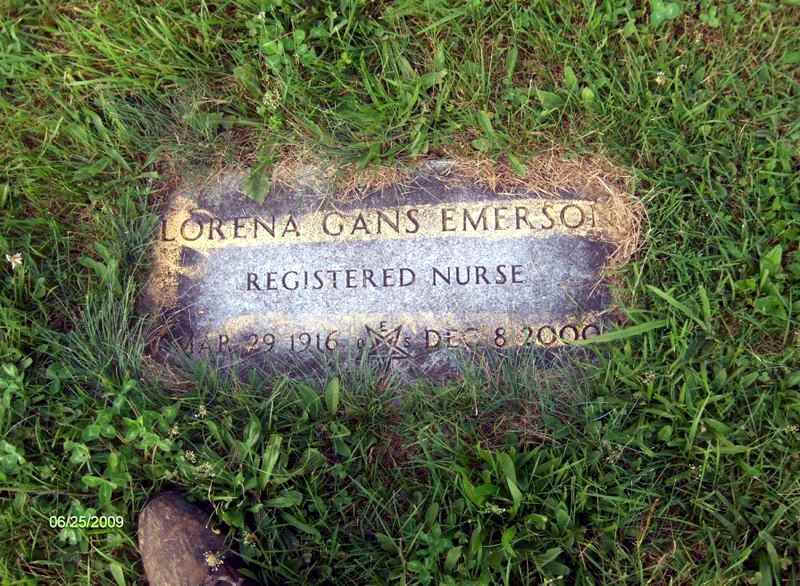 LORENA GANS EMERSON
REGISTERED NURSE
MAR 29 1916 O E S DEC 8 2000
06/25/2009